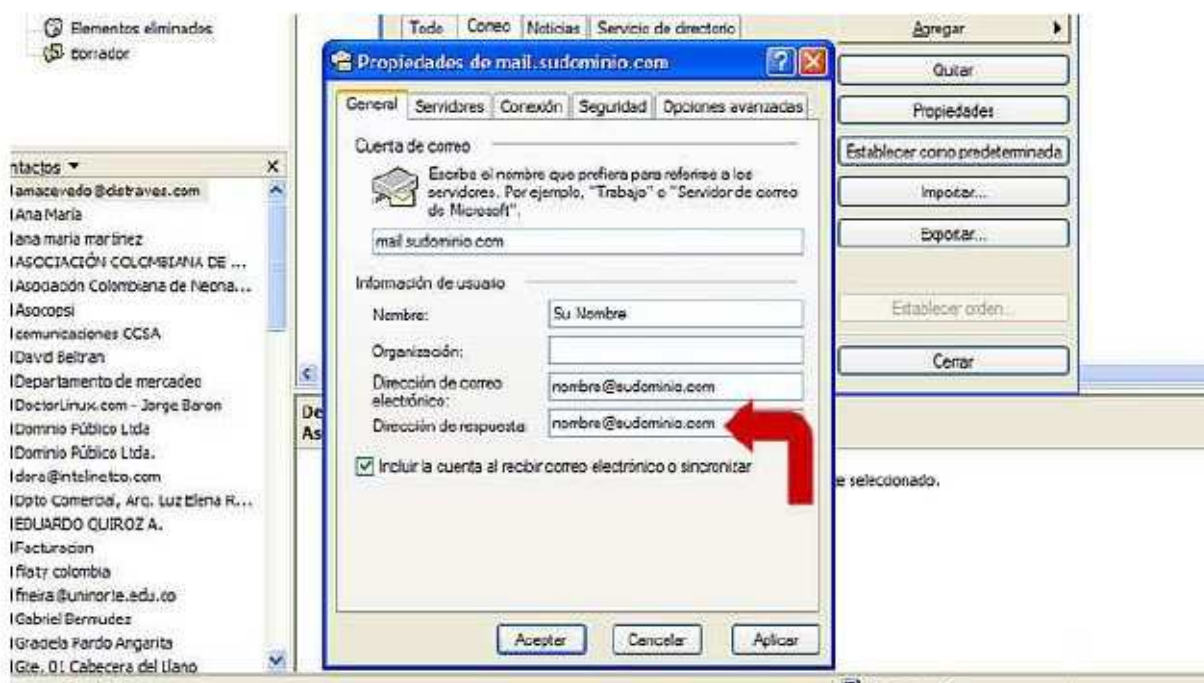 Elementos eliminados
Borrador
Todo Correo Noticias Servicio de directorio
Agregar
Quitar
Propiedades
Establecer como predeterminada
Importar...
Exportar...
Establecer orden...
Cerrar
Propiedades de mail.sudominio.com
General Servidores Conexión Seguridad Opciones avanzadas
Cuenta de correo
Escriba el nombre que prefiera para referirse a los
servidores. Por ejemplo, "Trabajo" o "Servidor de correo
de Microsoft".
mail.sudominio.com
Información de usuario
Nombre: Su Nombre
Organización:
Dirección de correo
electrónico: nombre@sudominio.com
Dirección de respuesta: nombre@sudominio.com
Incluir la cuenta al recibir correo electrónico o sincronizar
Aceptar Cancelar Aplicar
ntactos
amacevedo@distraves.com
Ana María
ana maria martinez
ASOCIACIÓN COLOMBIANA DE ...
Asociación Colombiana de Neona...
Asocopsi
comunicaciones CCSA
David Beltran
Departamento de mercadeo
DoctorLinux.com - Jorge Baron
Dominio Público Ltda
Dominio Público Ltda.
dora@intelinetco.com
Dpto Comercial, Arq. Luz Elena R...
EDUARDO QUIROZ A.
Facturacion
colombia
fneira@uninorte.edu.co
Gabriel Bermudez
Graciela Pardo Angarita
Gte. 01 Cabecera del Llano
De
As
e seleccionado.